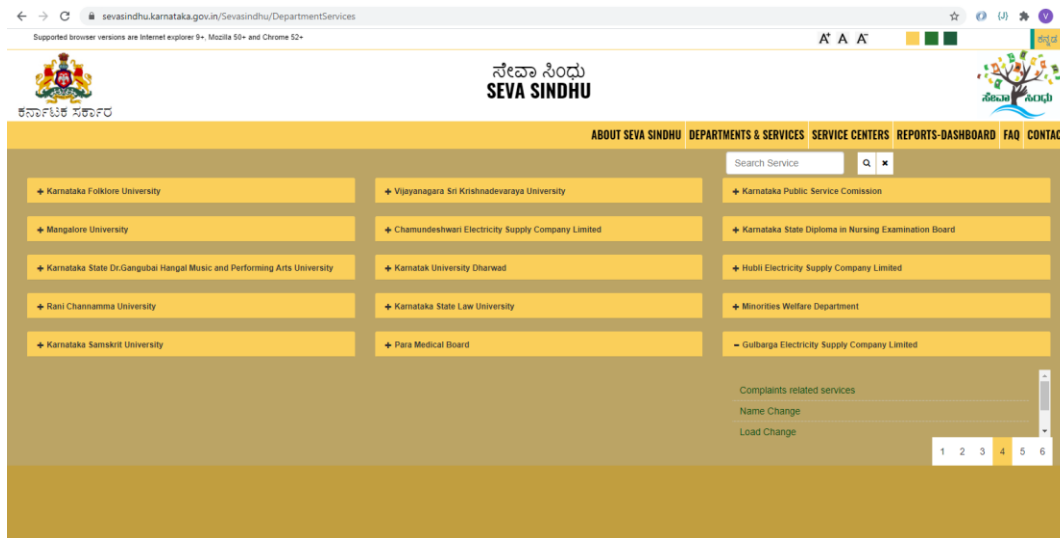 sevasindhu.karnataka.gov.in/Sevasindhu/DepartmentServices
(J)
V
Supported browser versions are Internet explorer 9+, Mozilla 50+ and Chrome 52+
A+ A A-
ಕನ್ನಡ
ಕರ್ನಾಟಕ ಸರ್ಕಾರ
ಸೇವಾ ಸಿಂಧು
SEVA SINDHU
ಸೇವಾ ಸಿಂಧು
ABOUT SEVA SINDHU DEPARTMENTS & SERVICES SERVICE CENTERS REPORTS-DASHBOARD FAQ CONTAC
Search Service
+ Karnataka Folklore University
+ Vijayanagara Sri Krishnadevaraya University
+ Karnataka Public Service Comission
+ Mangalore University
+ Chamundeshwari Electricity Supply Company Limited
+ Karnataka State Diploma in Nursing Examination Board
+ Karnataka State Dr.Gangubai Hangal Music and Performing Arts University
+ Karnatak University Dharwad
+ Hubli Electricity Supply Company Limited
+ Rani Channamma University
+ Karnataka State Law University
+ Minorities Welfare Department
+ Karnataka Samskrit University
+ Para Medical Board
- Gulbarga Electricity Supply Company Limited
Complaints related services
Name Change
Load Change
1 2 3 4 5 6